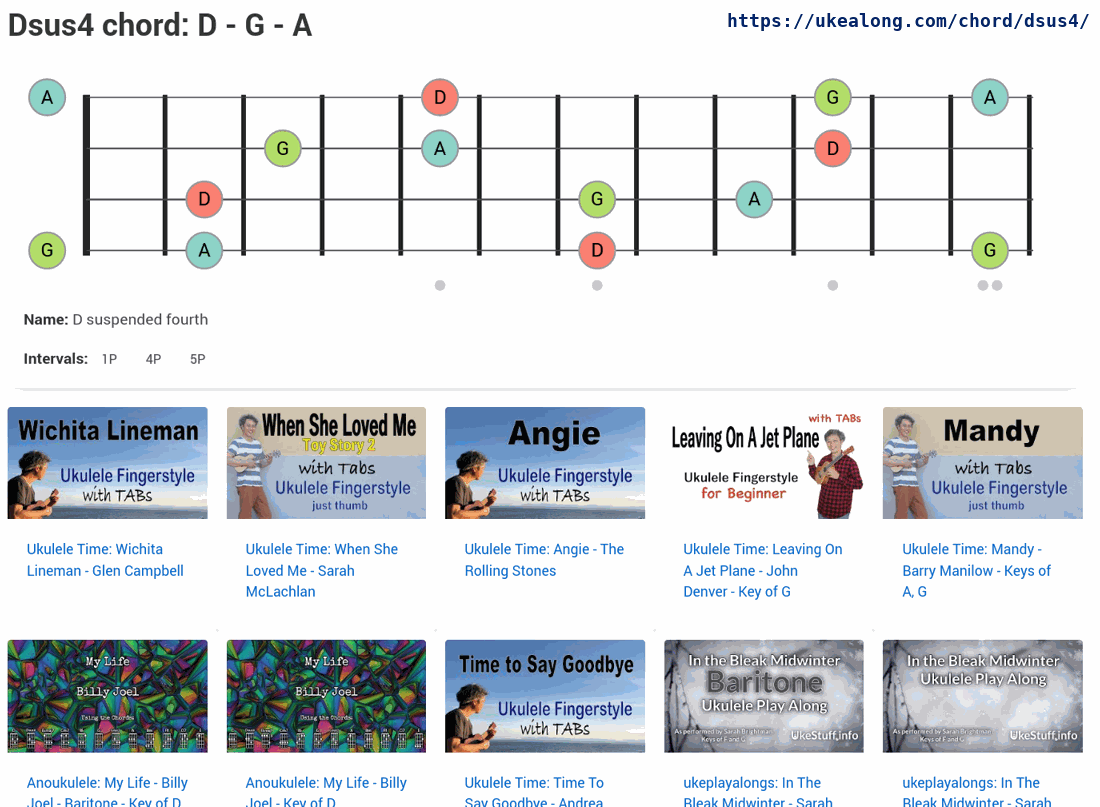 Dsus4 chord: D - G - A
https://ukealong.com/chord/dsus4/
A D G A
G A D
D G A
G A D G
Name: D suspended fourth
Intervals: 1P 4P 5P
Wichita Lineman
Ukulele Fingerstyle
with TABs
When She Loved Me
Toy Story 2
with Tabs
Ukulele Fingerstyle
just thumb
Angie
Ukulele Fingerstyle
with TABs
with TABs
Leaving On A Jet Plane
Ukulele Fingerstyle
for Beginner
Mandy
with Tabs
Ukulele Fingerstyle
just thumb
Ukulele Time: Wichita
Lineman - Glen Campbell
Ukulele Time: When She
Loved Me - Sarah
McLachlan
Ukulele Time: Angie - The
Rolling Stones
Ukulele Time: Leaving On
A Jet Plane - John
Denver - Key of G
Ukulele Time: Mandy -
Barry Manilow - Keys of
A, G
My Life
Billy Joel
Using the Chords:
My Life
Billy Joel
Using the Chords:
Time to Say Goodbye
Ukulele Fingerstyle
with TABs
In the Bleak Midwinter
Baritone
Ukulele Play Along
As performed by Sarah Brightman
Keys of F and G
UkeStuff.info
In the Bleak Midwinter
Ukulele Play Along
As performed by Sarah Brightman
Keys of F and G
UkeStuff.info
Anoukulele: My Life - Billy
Joel - Baritone - Key of D
Anoukulele: My Life - Billy
Joel - Key of D
Ukulele Time: Time To
Say Goodbye - Andrea
ukeplayalongs: In The
Bleak Midwinter - Sarah
ukeplayalongs: In The
Bleak Midwinter - Sarah